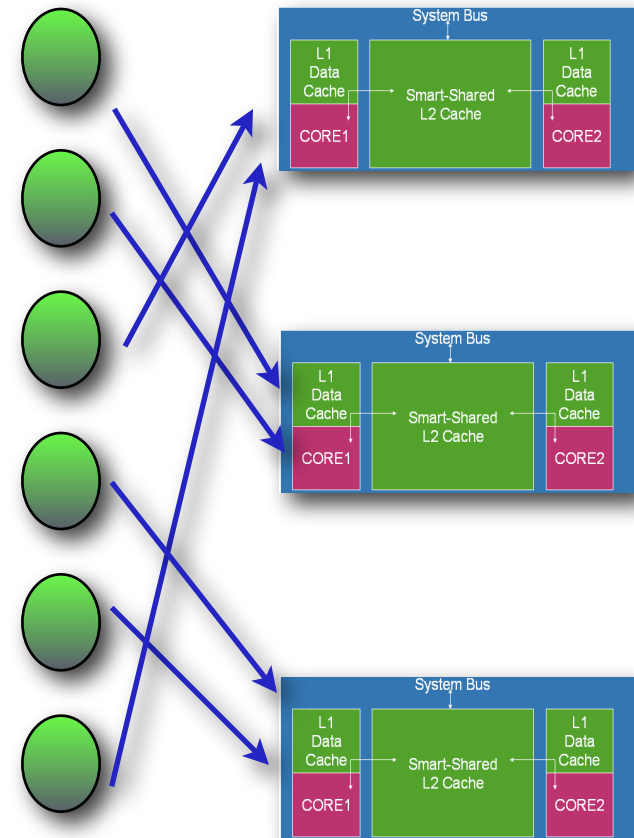 System Bus
L1
Data
Cache
CORE1
Smart-Shared
L2 Cache
L1
Data
Cache
CORE2
System Bus
L1
Data
Cache
CORE1
Smart-Shared
L2 Cache
L1
Data
Cache
CORE2
System Bus
L1
Data
Cache
CORE1
Smart-Shared
L2 Cache
L1
Data
Cache
CORE2